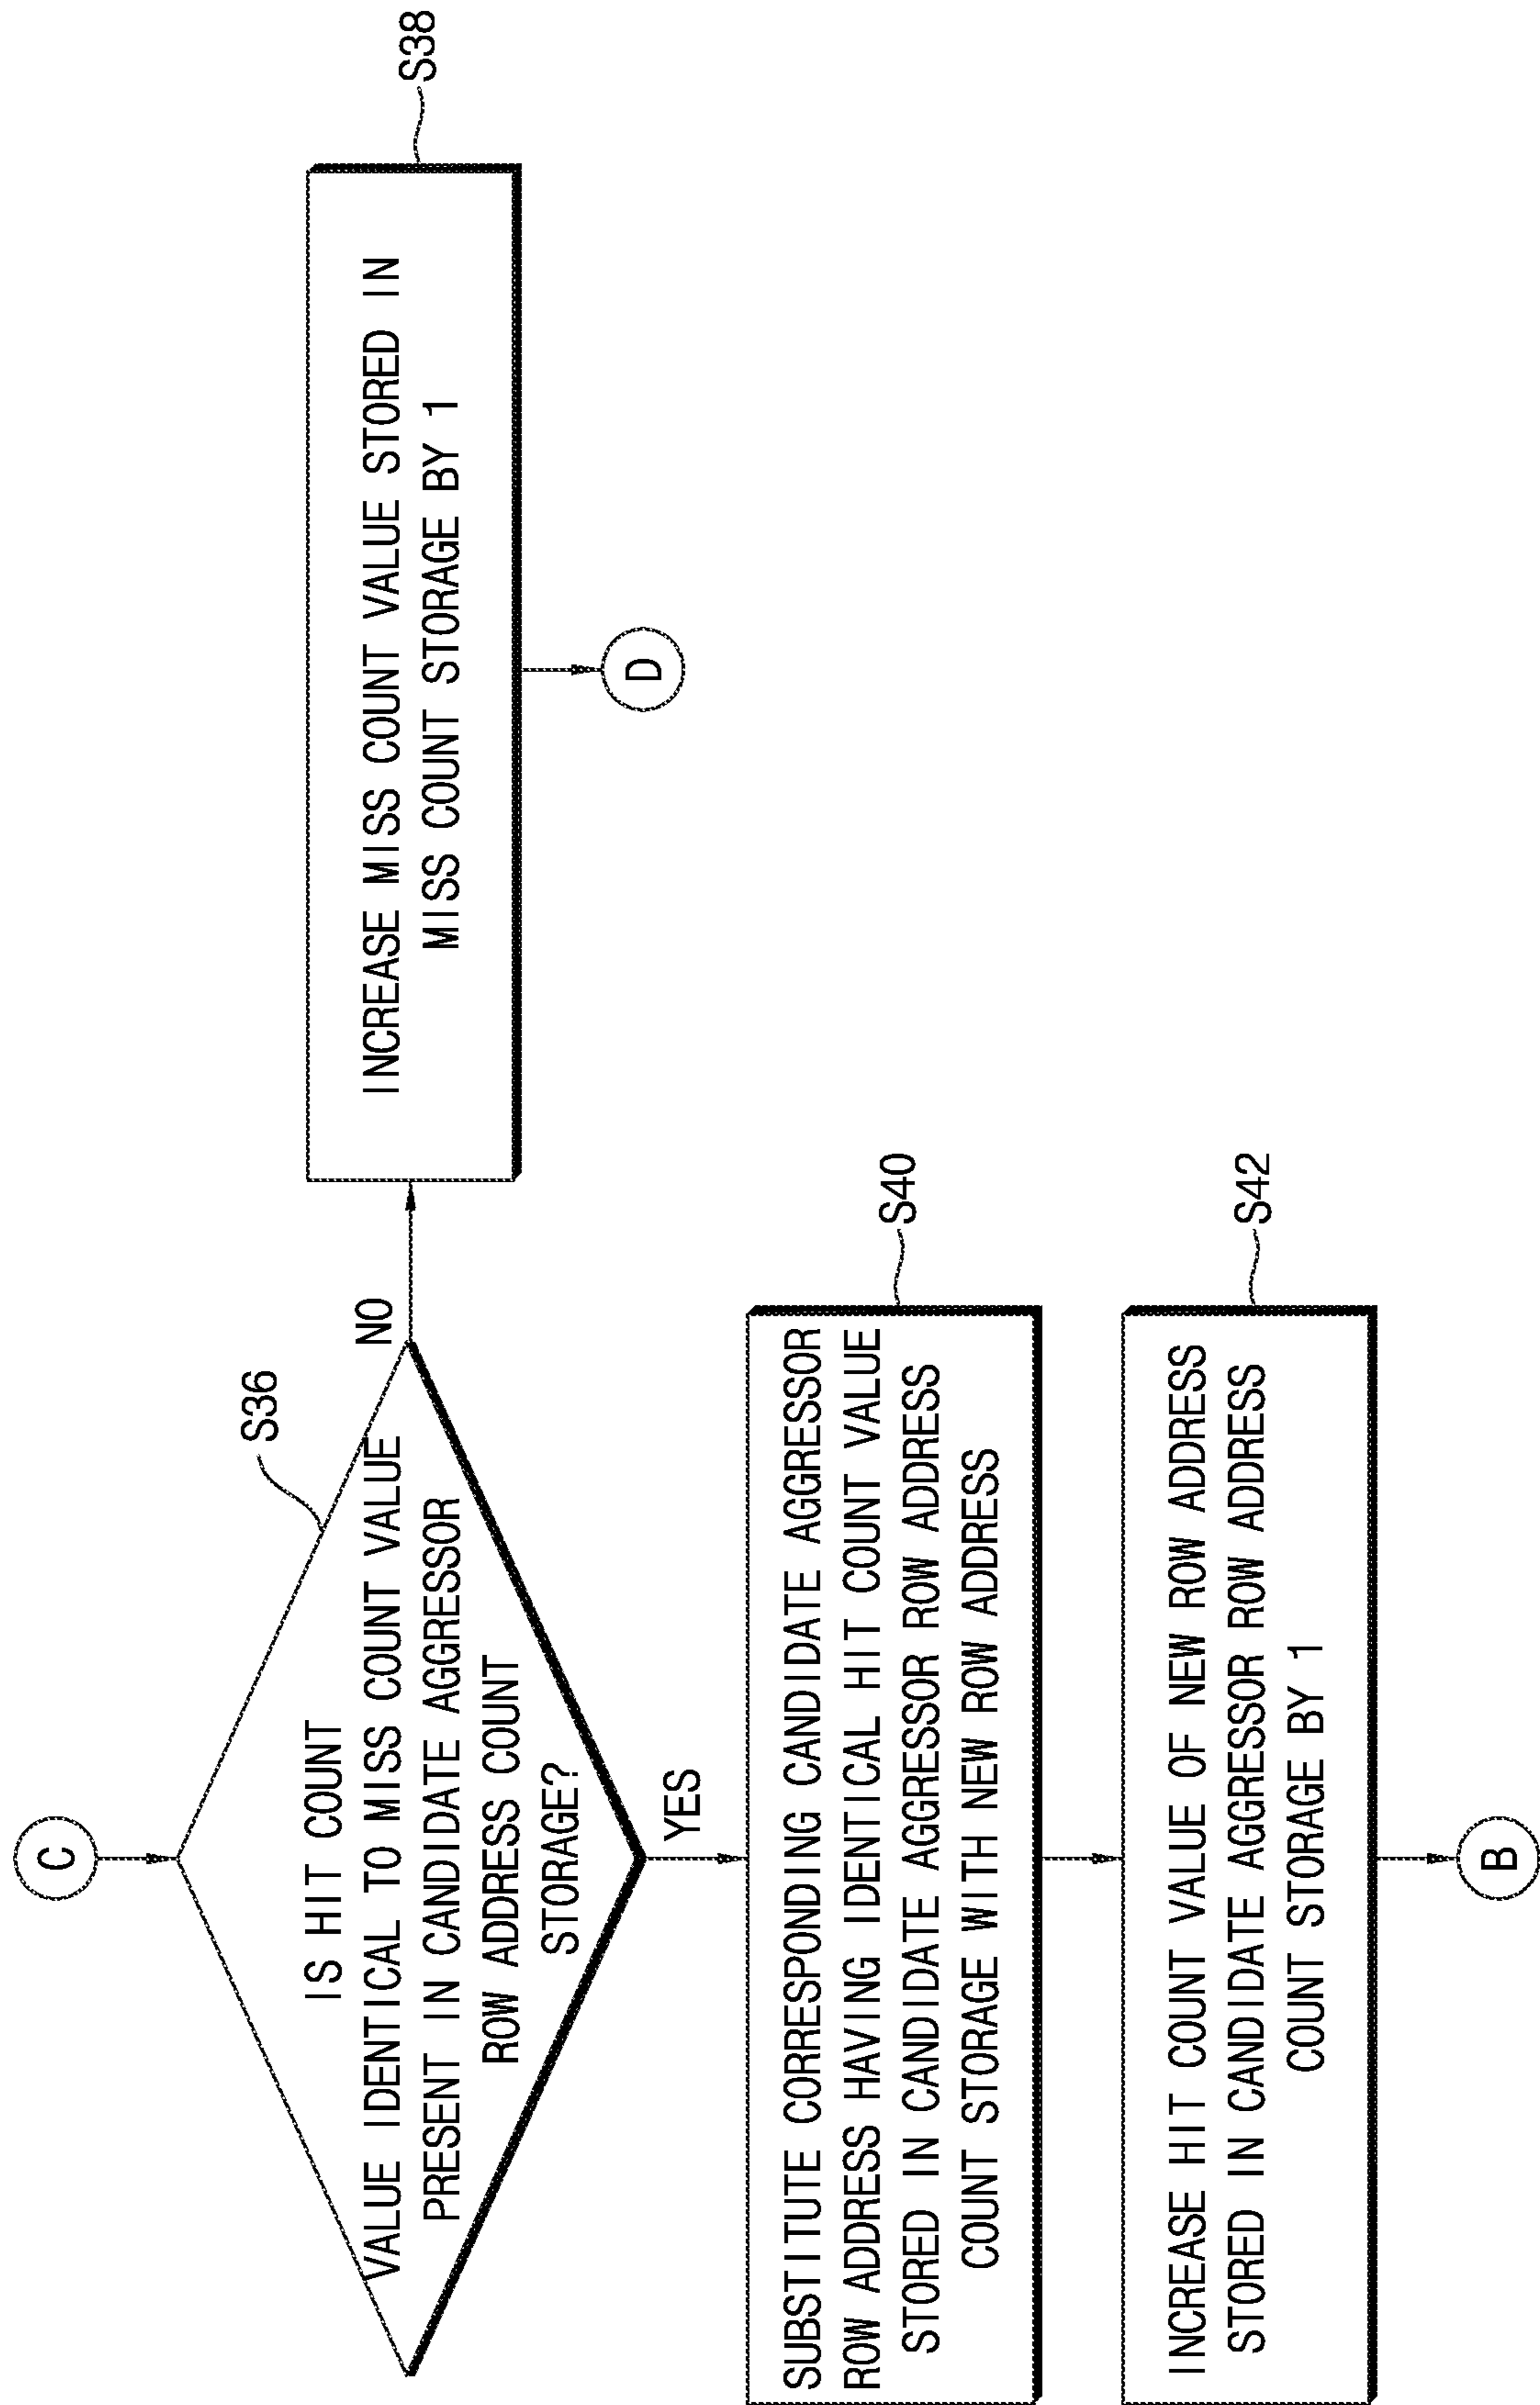 C
S36
IS HIT COUNT
VALUE IDENTICAL TO MISS COUNT VALUE
PRESENT IN CANDIDATE AGGRESSOR
ROW ADDRESS COUNT
STORAGE?
NO
S38
INCREASE MISS COUNT VALUE STORED IN
MISS COUNT STORAGE BY 1
D
YES
S40
SUBSTITUTE CORRESPONDING CANDIDATE AGGRESSOR
ROW ADDRESS HAVING IDENTICAL HIT COUNT VALUE
STORED IN CANDIDATE AGGRESSOR ROW ADDRESS
COUNT STORAGE WITH NEW ROW ADDRESS
S42
INCREASE HIT COUNT VALUE OF NEW ROW ADDRESS
STORED IN CANDIDATE AGGRESSOR ROW ADDRESS
COUNT STORAGE BY 1
B